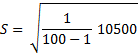 S = √(1/(100 − 1) 10500)